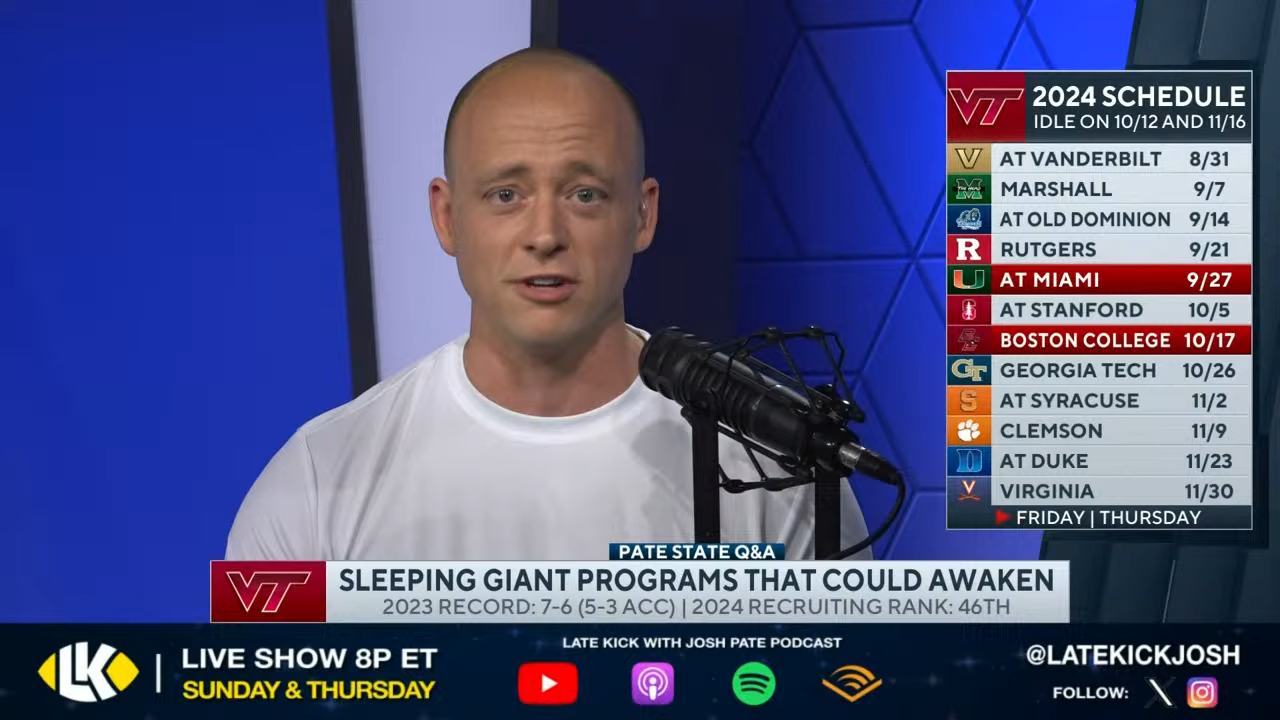 VT
2024 SCHEDULE
IDLE ON 10/12 AND 11/16
V AT VANDERBILT 8/31
M MARSHALL 9/7
AT OLD DOMINION 9/14
R RUTGERS 9/21
U AT MIAMI 9/27
S AT STANFORD 10/5
BOSTON COLLEGE 10/17
GT GEORGIA TECH 10/26
S AT SYRACUSE 11/2
CLEMSON 11/9
D AT DUKE 11/23
V VIRGINIA 11/30
FRIDAY | THURSDAY
PATE STATE Q&A
VT
SLEEPING GIANT PROGRAMS THAT COULD AWAKEN
2023 RECORD: 7-6 (5-3 ACC) | 2024 RECRUITING RANK: 46TH
LK
LIVE SHOW 8P ET
SUNDAY & THURSDAY
LATE KICK WITH JOSH PATE PODCAST
@LATEKICKJOSH
FOLLOW: